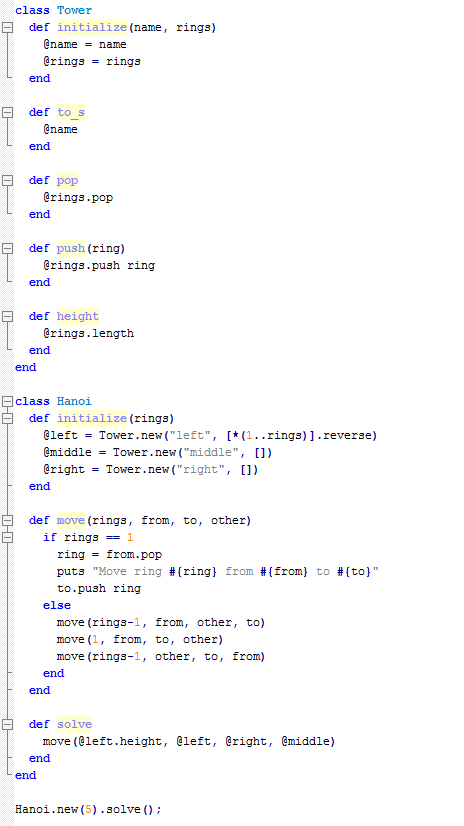 class Tower
  def initialize(name, rings)
    @name = name
    @rings = rings
  end

  def to_s
    @name
  end

  def pop
    @rings.pop
  end

  def push(ring)
    @rings.push ring
  end

  def height
    @rings.length
  end
end

class Hanoi
  def initialize(rings)
    @left = Tower.new("left", [*(1..rings)].reverse)
    @middle = Tower.new("middle", [])
    @right = Tower.new("right", [])
  end

  def move(rings, from, to, other)
    if rings == 1
      ring = from.pop
      puts "Move ring #{ring} from #{from} to #{to}"
      to.push ring
    else
      move(rings-1, from, other, to)
      move(1, from, to, other)
      move(rings-1, other, to, from)
    end
  end

  def solve
    move(@left.height, @left, @right, @middle)
  end
end

Hanoi.new(5).solve();